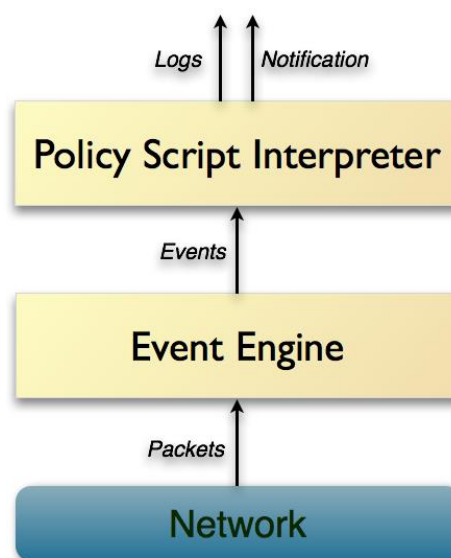 Logs Notification
Policy Script Interpreter
Events
Event Engine
Packets
Network